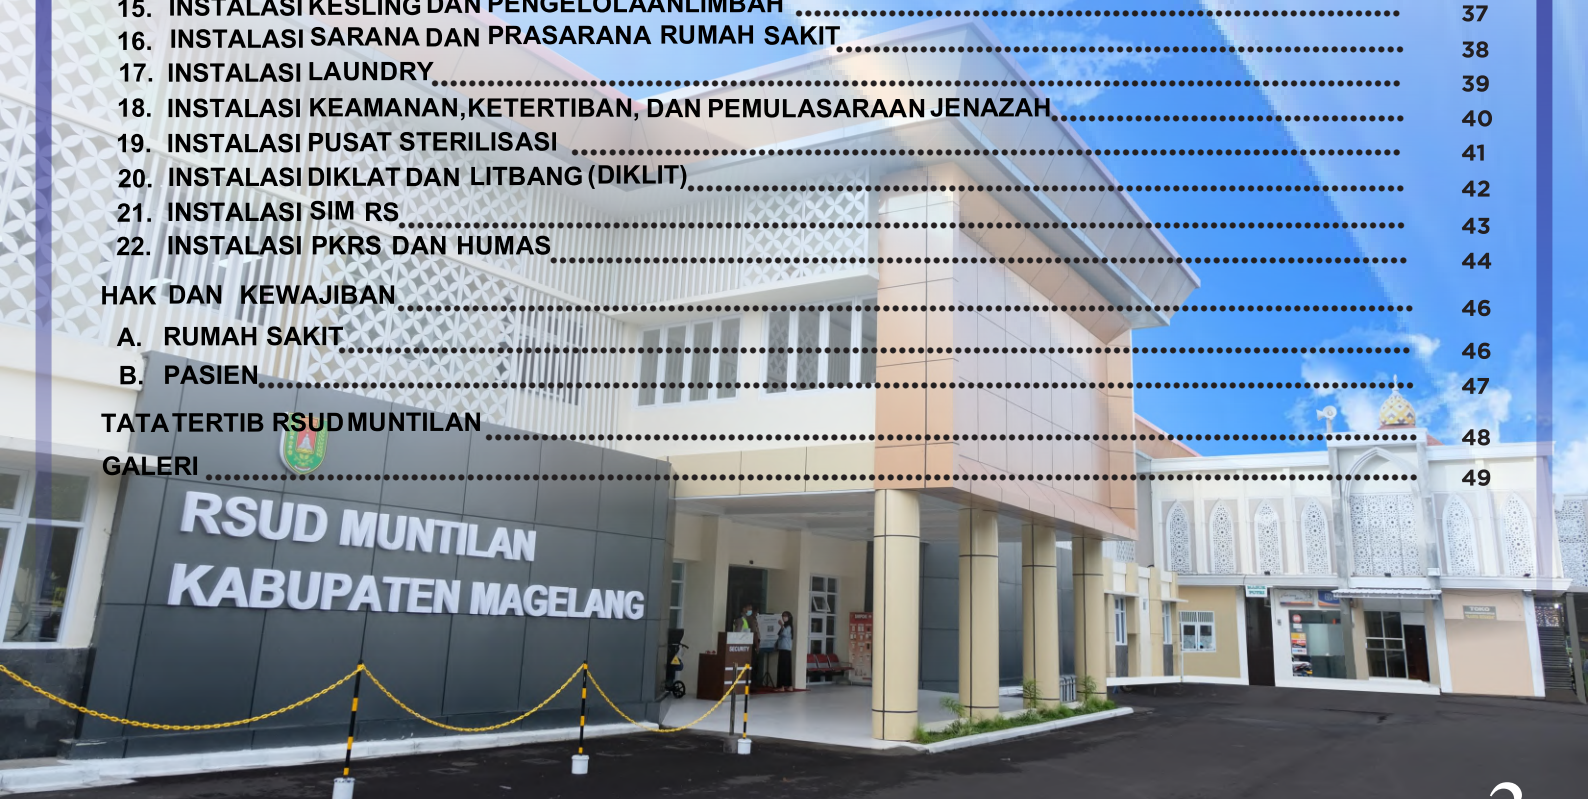 15. INSTALASI KESLING DAN PENGELOLAANLIMBAH ........ 37
16. INSTALASI SARANA DAN PRASARANA RUMAH SAKIT ........ 38
17. INSTALASI LAUNDRY ........ 39
18. INSTALASI KEAMANAN, KETERTIBAN, DAN PEMULASARAAN JENAZAH ........ 40
19. INSTALASI PUSAT STERILISASI ........ 41
20. INSTALASI DIKLAT DAN LITBANG (DIKLIT) ........ 42
21. INSTALASI SIM RS ........ 43
22. INSTALASI PKRS DAN HUMAS ........ 44
HAK DAN KEWAJIBAN ........ 46
A. RUMAH SAKIT ........ 46
B. PASIEN ........ 47
TATA TERTIB RSUD MUNTILAN ........ 48
GALERI ........ 49
RSUD MUNTILAN
KABUPATEN MAGELANG
SECURITY